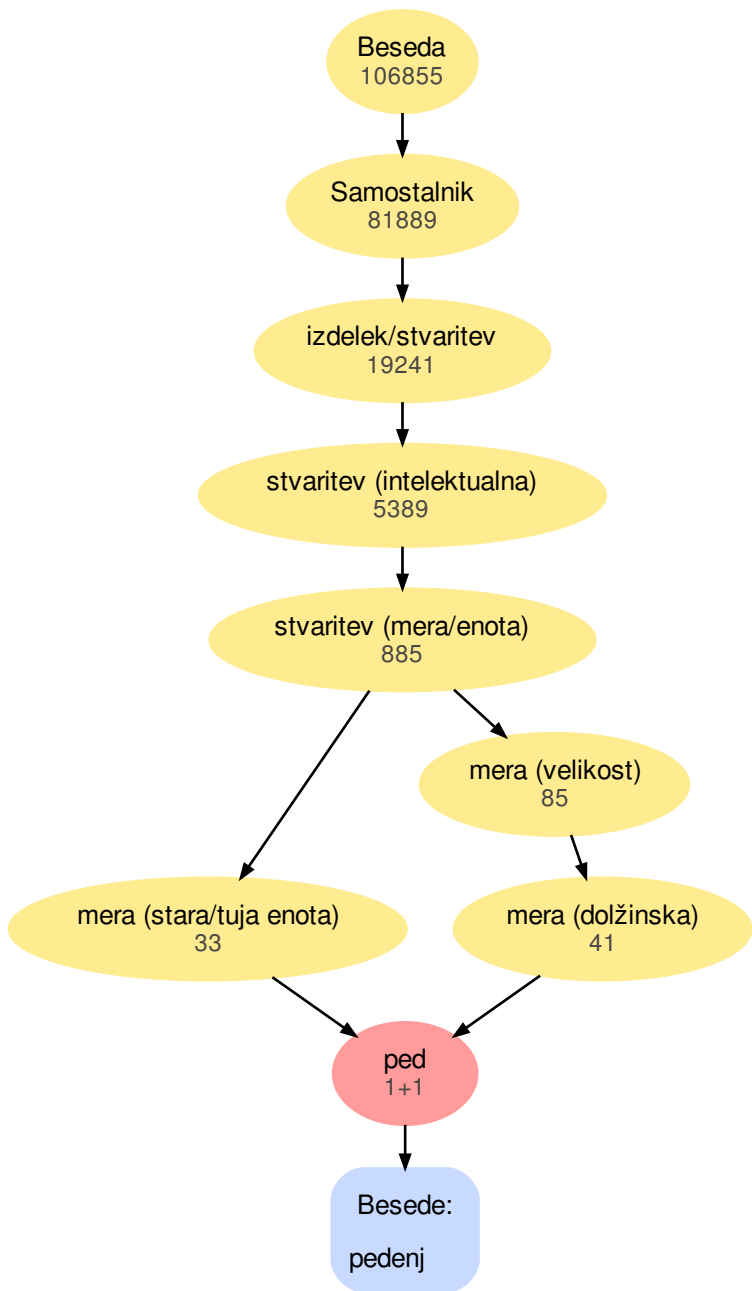 Beseda
106855
Samostalnik
81889
izdelek/stvaritev
19241
stvaritev (intelektualna)
5389
stvaritev (mera/enota)
885
mera (velikost)
85
mera (stara/tuja enota)
33
mera (dolžinska)
41
ped
1+1
Besede:
pedenj